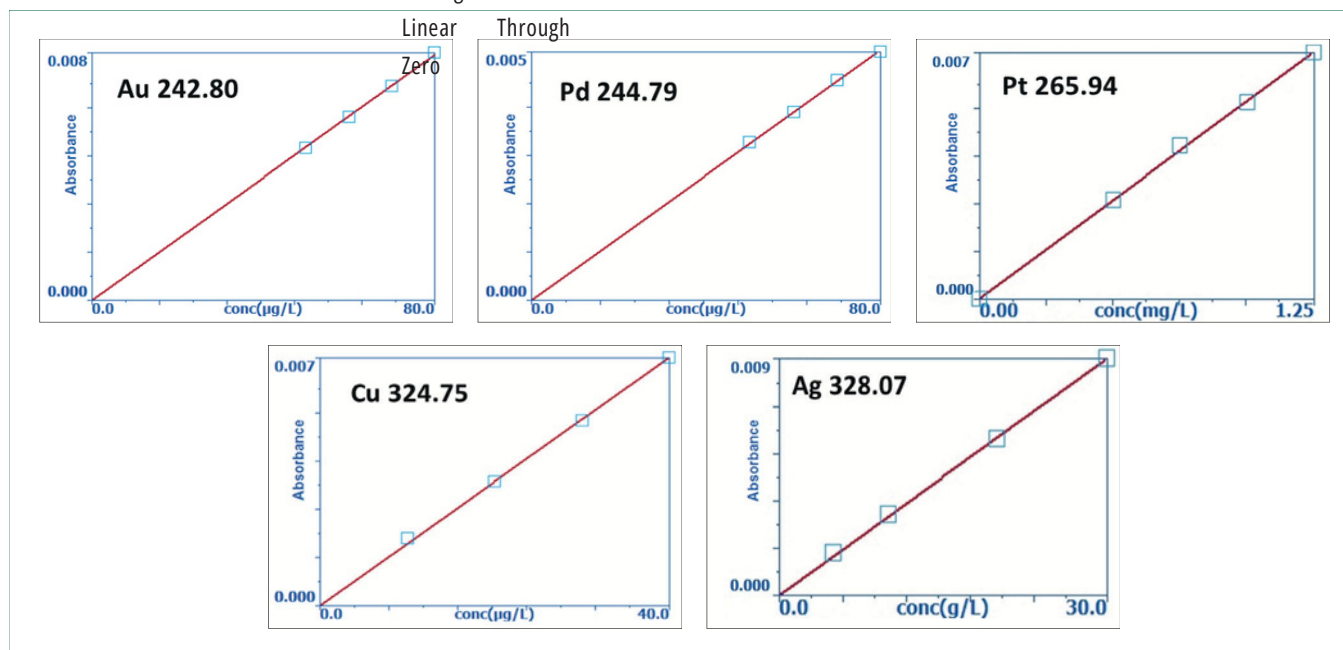 Linear Through
Zero
0.008
Au 242.80
Absorbance
0.000
0.0
conc(µg/L)
80.0
0.005
Pd 244.79
Absorbance
0.000
0.0
conc(µg/L)
80.0
0.007
Pt 265.94
Absorbance
0.000
0.00
conc(mg/L)
1.25
0.007
Cu 324.75
Absorbance
0.000
0.0
conc(µg/L)
40.0
0.009
Ag 328.07
Absorbance
0.000
0.0
conc(g/L)
30.0